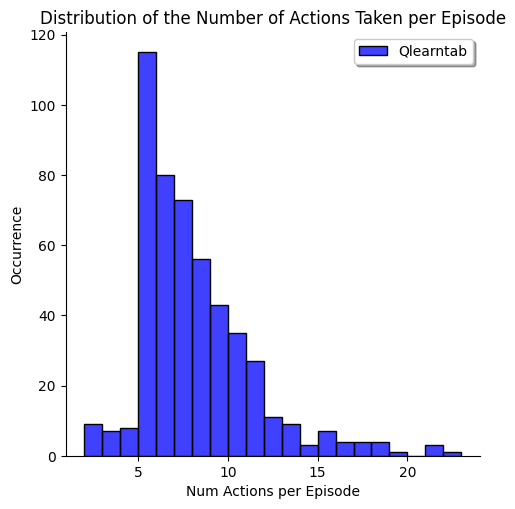 Distribution of the Number of Actions Taken per Episode
Qlearntab
Occurrence
120
100
80
60
40
20
0
5
10
15
20
Num Actions per Episode